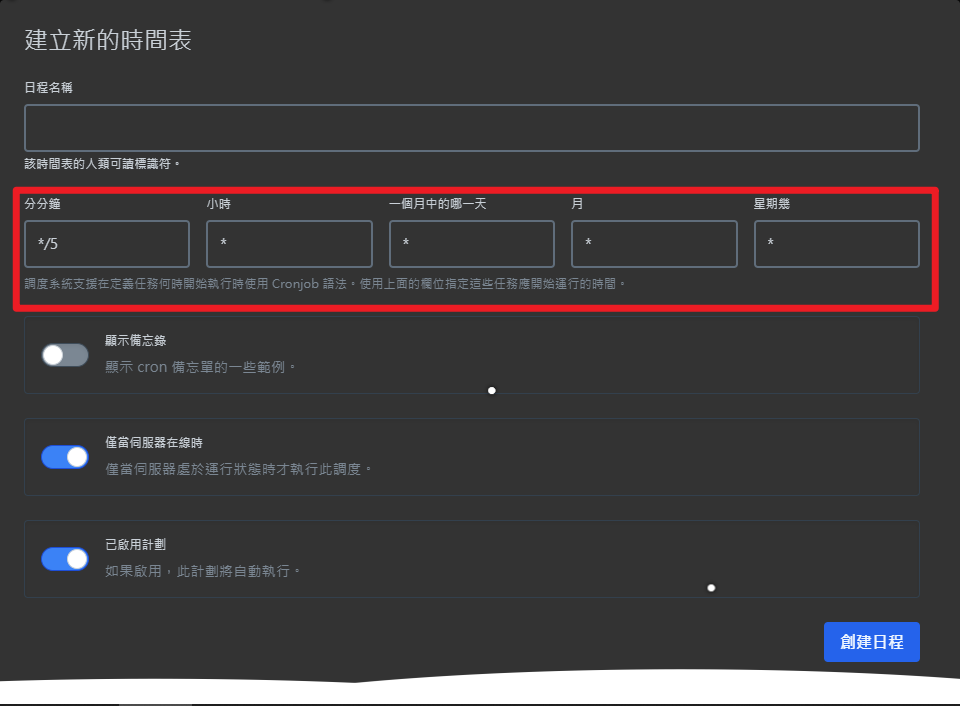 建立新的時間表
日程名稱
該時間表的人類可讀標識符。
分分鐘 小時 一個月中的哪一天 月 星期幾
*/5 * * * *
調度系統支援在定義任務何時開始執行時使用 Cronjob 語法。使用上面的欄位指定這些任務應開始運行的時間。
顯示備忘錄
顯示 cron 備忘單的一些範例。
僅當伺服器在線時
僅當伺服器處於運行狀態時才執行此調度。
已啟用計劃
如果啟用，此計劃將自動執行。
創建日程